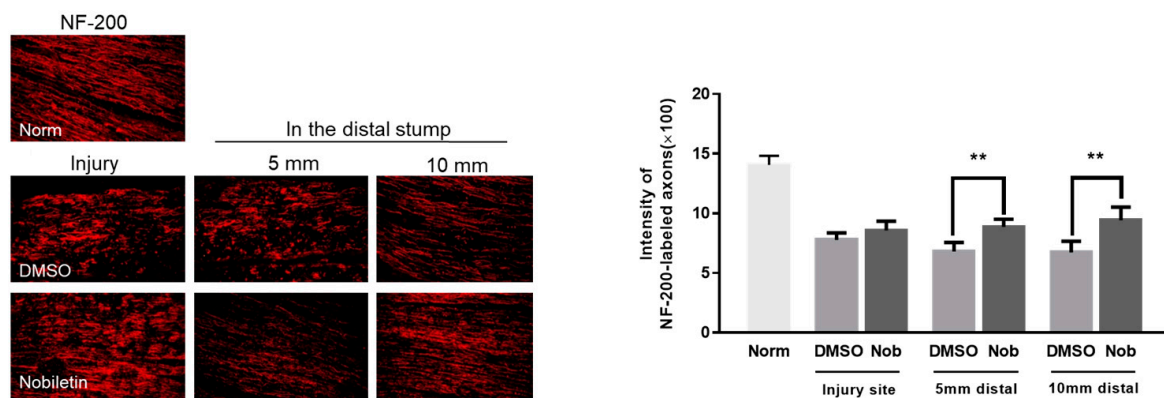 NF-200
Norm
In the distal stump
Injury
5 mm
10 mm
DMSO
Nobiletin
Intensity of
NF-200-labeled axons(×100)
20
15
10
5
0
**
**
Norm
DMSO Nob
DMSO Nob
DMSO Nob
Injury site
5mm distal
10mm distal